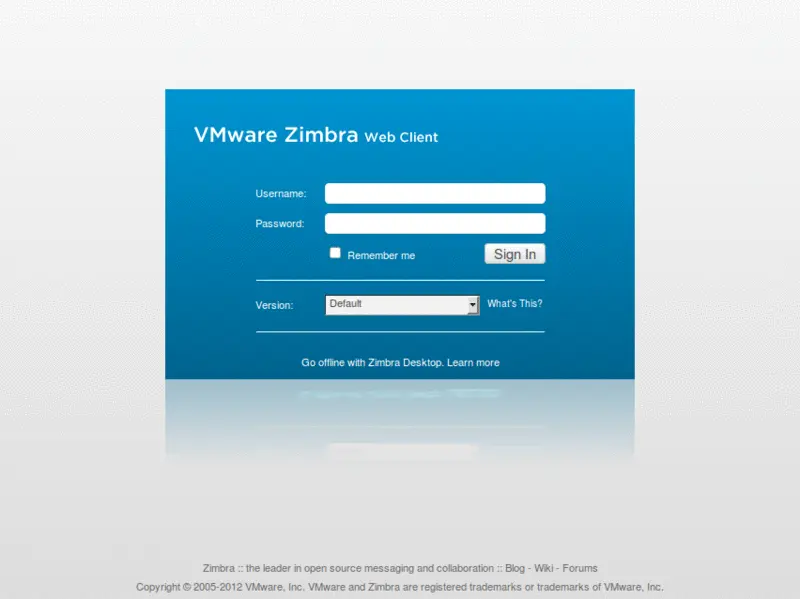 VMware Zimbra Web Client
Username:
Password:
Remember me
Sign In
Version:
Default
What's This?
Go offline with Zimbra Desktop. Learn more
Zimbra :: the leader in open source messaging and collaboration :: Blog - Wiki - Forums
Copyright © 2005-2012 VMware, Inc. VMware and Zimbra are registered trademarks or trademarks of VMware, Inc.